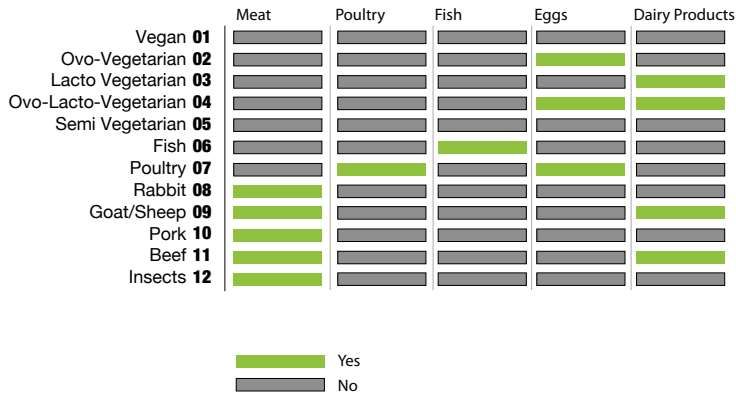 Meat Poultry Fish Eggs Dairy Products
Vegan 01
Ovo-Vegetarian 02
Lacto Vegetarian 03
Ovo-Lacto-Vegetarian 04
Semi Vegetarian 05
Fish 06
Poultry 07
Rabbit 08
Goat/Sheep 09
Pork 10
Beef 11
Insects 12
Yes
No